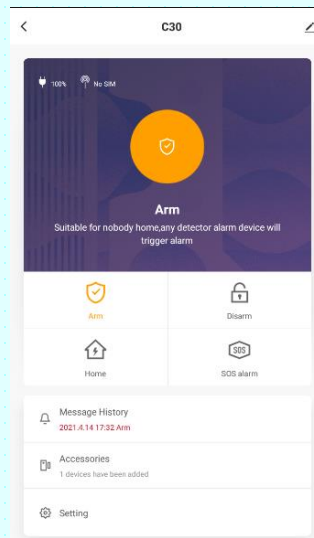 C30
100% No SIM
Arm
Suitable for nobody home,any detector alarm device will
trigger alarm
Arm
Disarm
Home
SOS
SOS alarm
Message History
2021.4.14 17:32 Arm
Accessories
1 devices have been added
Setting